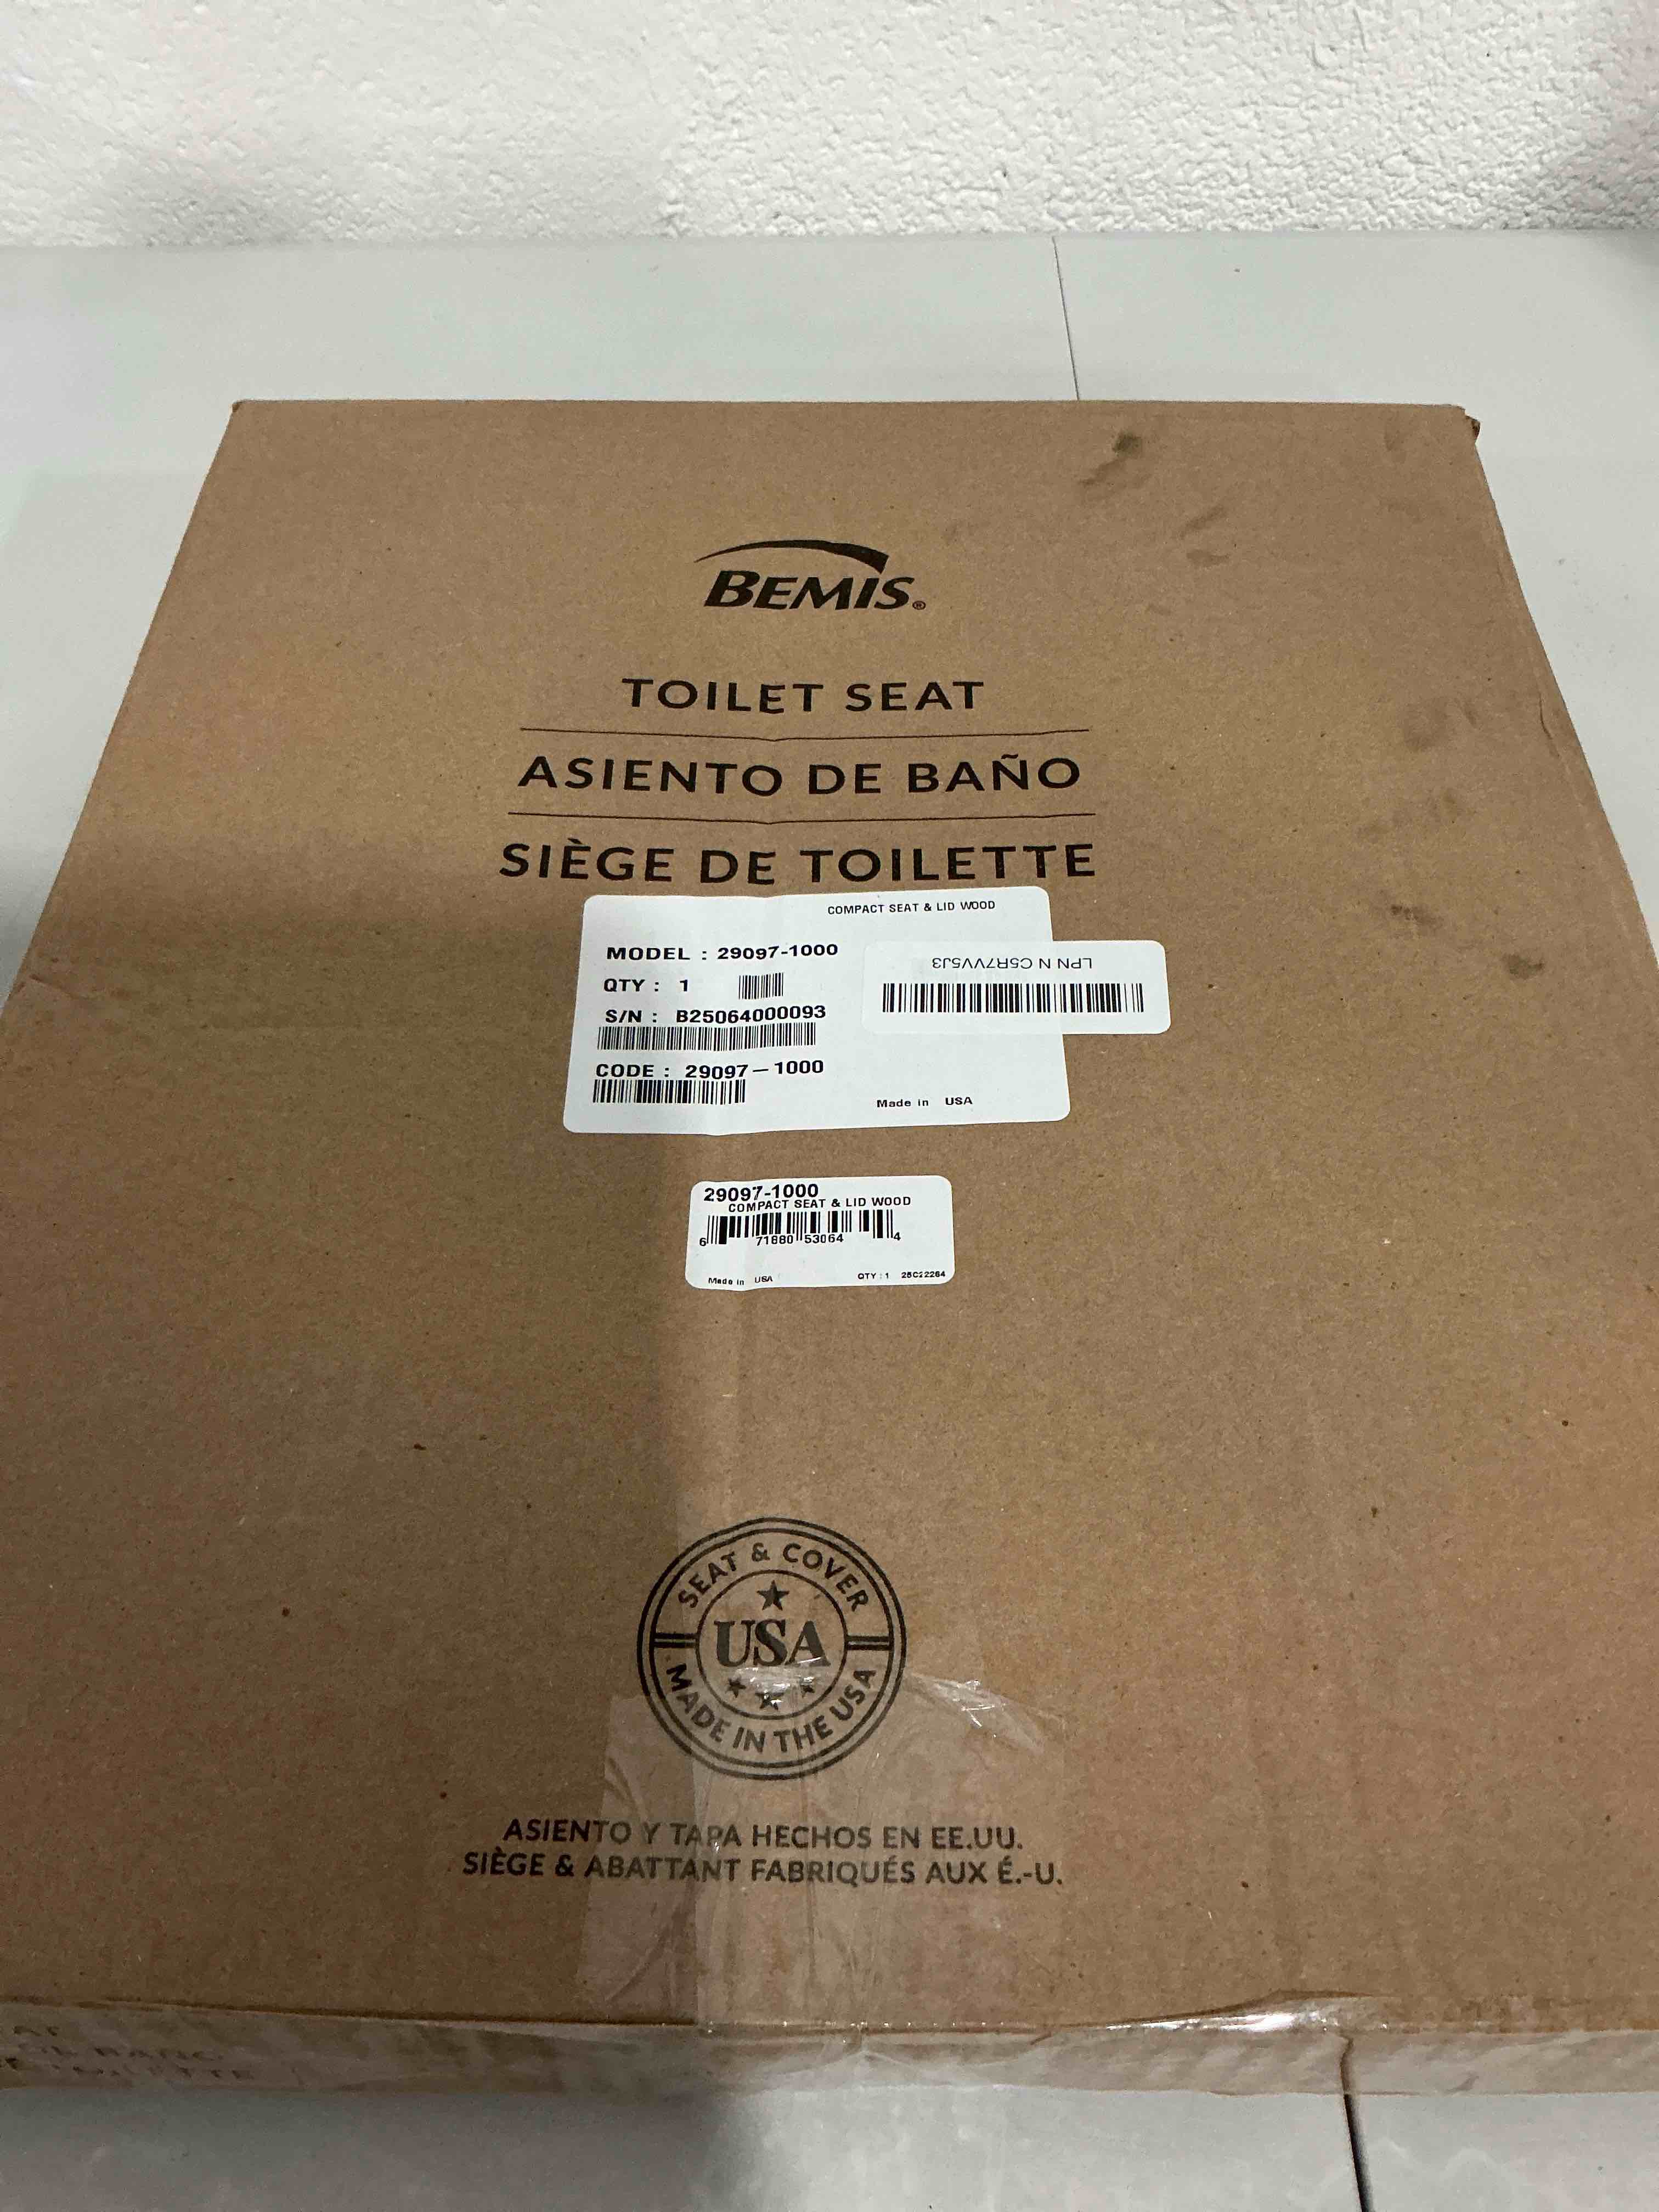 BEMIS®
TOILET SEAT
ASIENTO DE BAÑO
SIÈGE DE TOILETTE
COMPACT SEAT & LID WOOD
MODEL : 29097-1000
QTY : 1
S/N : B25064000093
CODE : 29097-1000
Made in USA
LPN N C5R7VV5J3
29097-1000
COMPACT SEAT & LID WOOD
6 71880 53064 4
Made in USA QTY : 1 25C22264
SEAT & COVER
USA
MADE IN THE USA
ASIENTO Y TAPA HECHOS EN EE.UU.
SIÈGE & ABATTANT FABRIQUÉS AUX É.-U.